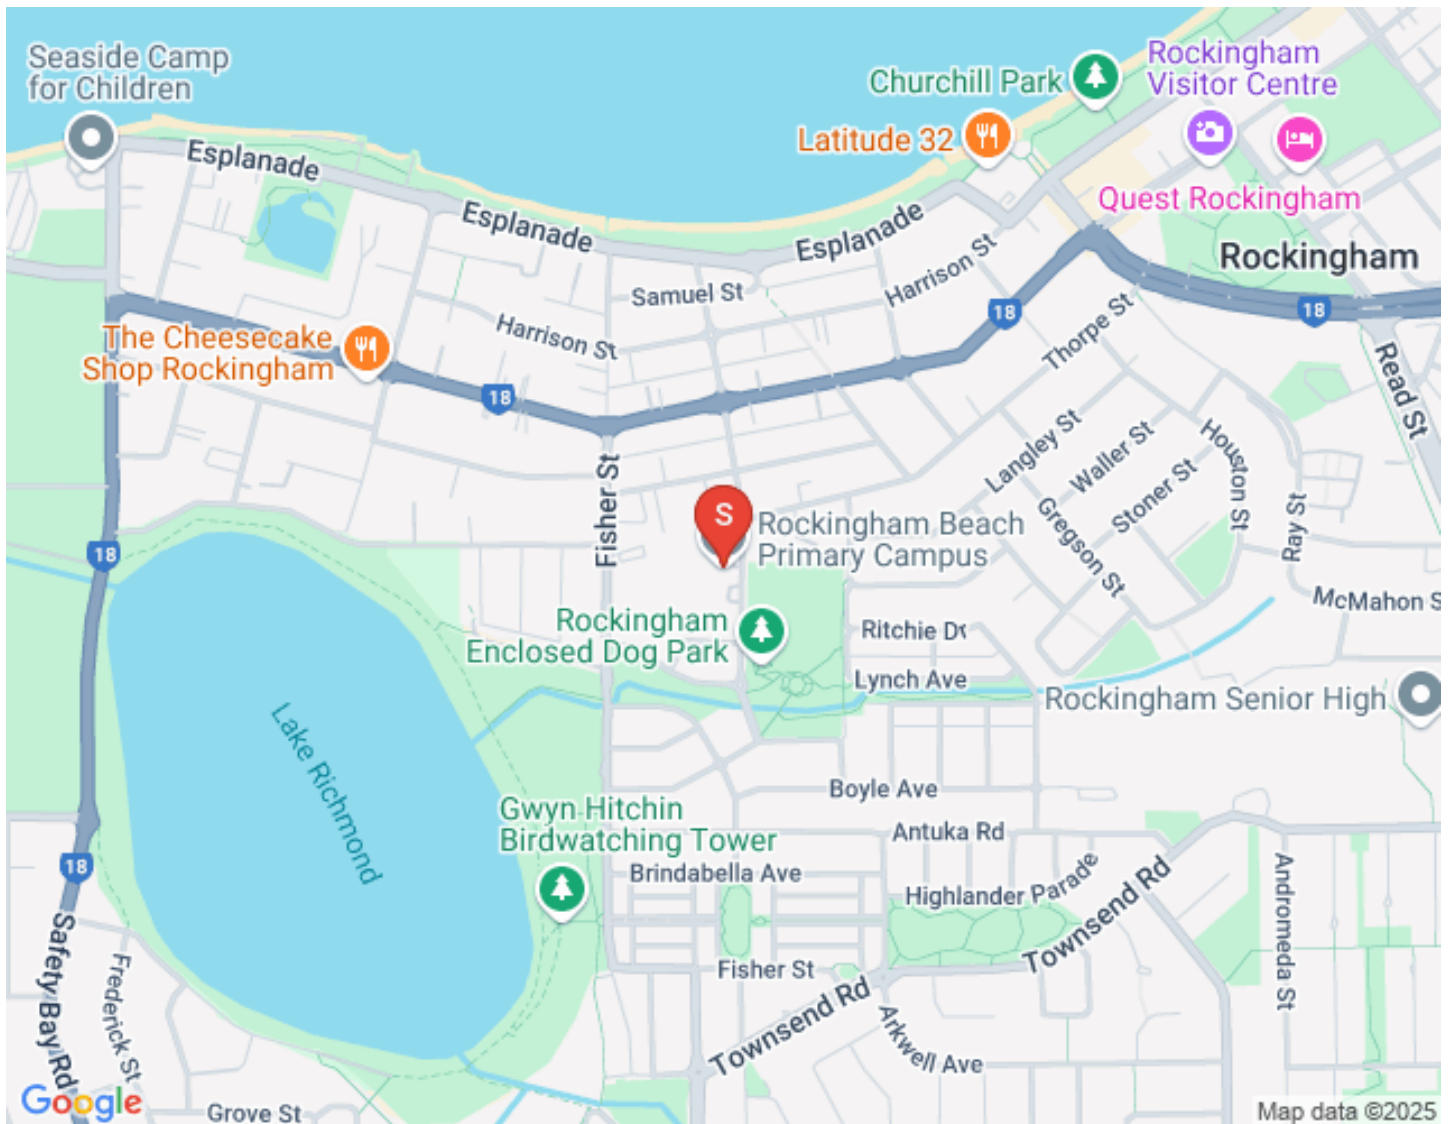 Seaside Camp
for Children
Churchill Park
Rockingham
Visitor Centre
Latitude 32
Quest Rockingham
Rockingham
Esplanade
Esplanade
Esplanade
Harrison St
Samuel St
Harrison St
18
18
Thorpe St
The Cheesecake
Shop Rockingham
18
Read St
Langley St
Waller St
Houston St
Stoner St
Gregson St
Ray St
Fisher St
S
Rockingham Beach
Primary Campus
18
McMahon S
Rockingham
Enclosed Dog Park
Ritchie Dr
Lynch Ave
Rockingham Senior High
Lake Richmond
Boyle Ave
Gwyn Hitchin
Birdwatching Tower
Antuka Rd
18
Brindabella Ave
Highlander Parade
Andromeda St
Townsend Rd
Safety Bay Rd
Frederick St
Fisher St
Townsend Rd
Arkwell Ave
Google
Grove St
Map data ©2025